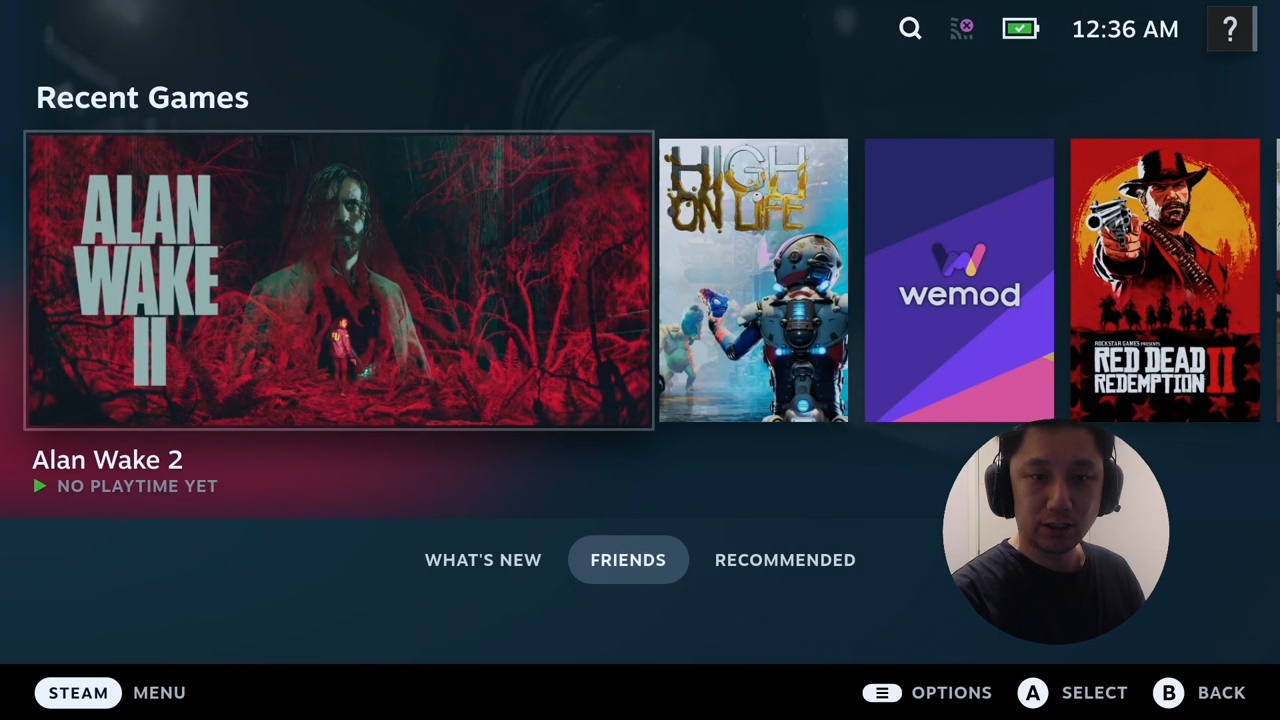 12:36 AM
?
Recent Games
ALAN
WAKE
II
HIGH
ON LIFE
wemod
ROCKSTAR GAMES PRESENTS
RED DEAD
REDEMPTION II
Alan Wake 2
NO PLAYTIME YET
WHAT'S NEW
FRIENDS
RECOMMENDED
STEAM MENU
OPTIONS A SELECT B BACK